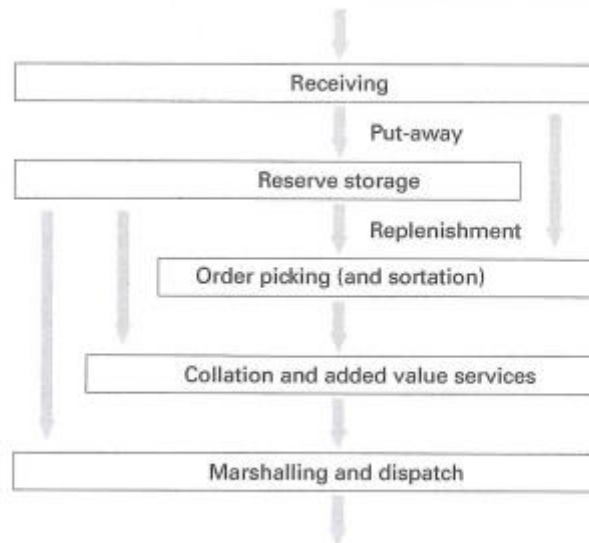 Receiving
Put-away
Reserve storage
Replenishment
Order picking (and sortation)
Collation and added value services
Marshalling and dispatch